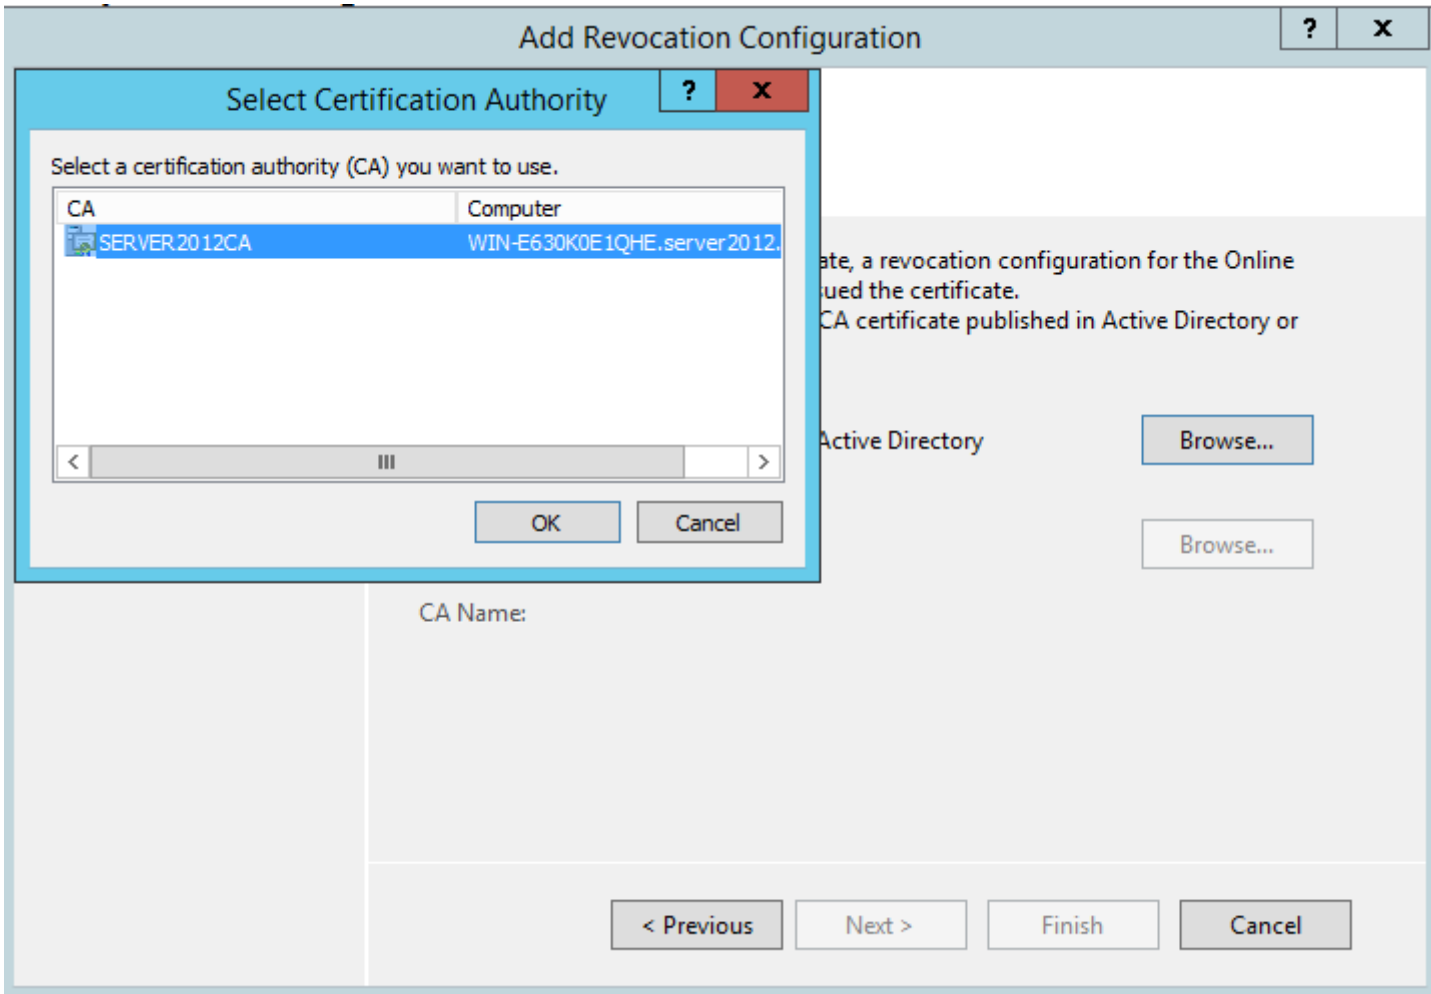 Add Revocation Configuration
? x
Select Certification Authority
? x
Select a certification authority (CA) you want to use.
CA Computer
SERVER2012CA WIN-E630K0E1QHE.server2012.
OK Cancel
ate, a revocation configuration for the Online
sued the certificate.
CA certificate published in Active Directory or
Active Directory Browse...
Browse...
CA Name:
< Previous Next > Finish Cancel